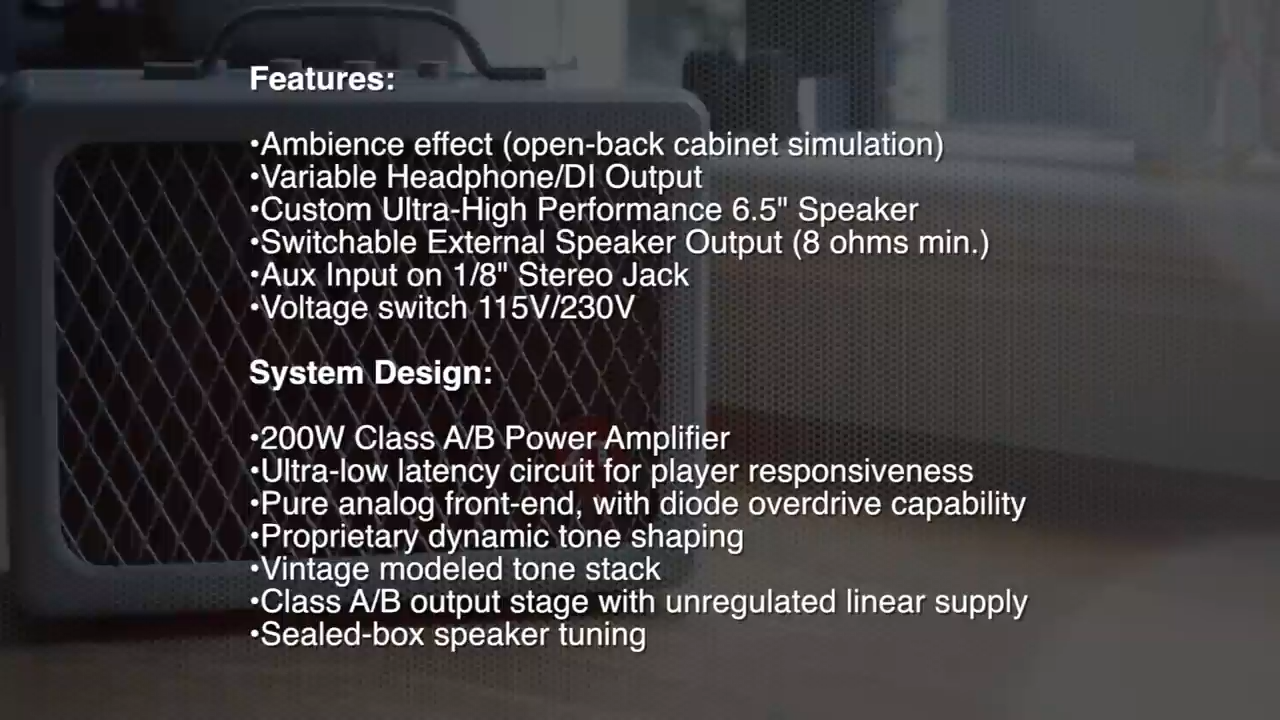 Features:
•Ambience effect (open-back cabinet simulation)
•Variable Headphone/DI Output
•Custom Ultra-High Performance 6.5" Speaker
•Switchable External Speaker Output (8 ohms min.)
•Aux Input on 1/8" Stereo Jack
•Voltage switch 115V/230V
System Design:
•200W Class A/B Power Amplifier
•Ultra-low latency circuit for player responsiveness
•Pure analog front-end, with diode overdrive capability
•Proprietary dynamic tone shaping
•Vintage modeled tone stack
•Class A/B output stage with unregulated linear supply
•Sealed-box speaker tuning